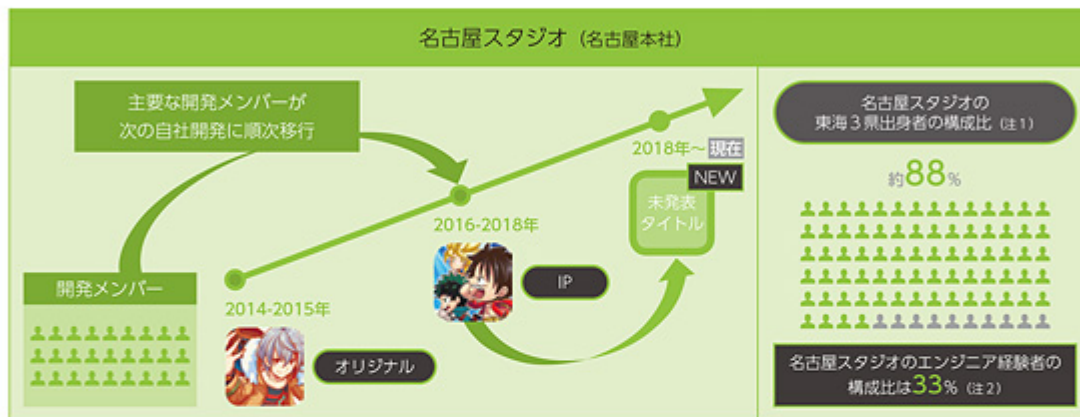 名古屋スタジオ（名古屋本社）
主要な開発メンバーが
次の自社開発に順次移行
開発メンバー
2014-2015年
オリジナル
2016-2018年
IP
2018年～ 現在
NEW
未発表
タイトル
名古屋スタジオの
東海３県出身者の構成比（注１）
約88%
名古屋スタジオのエンジニア経験者の
構成比は33%（注２）